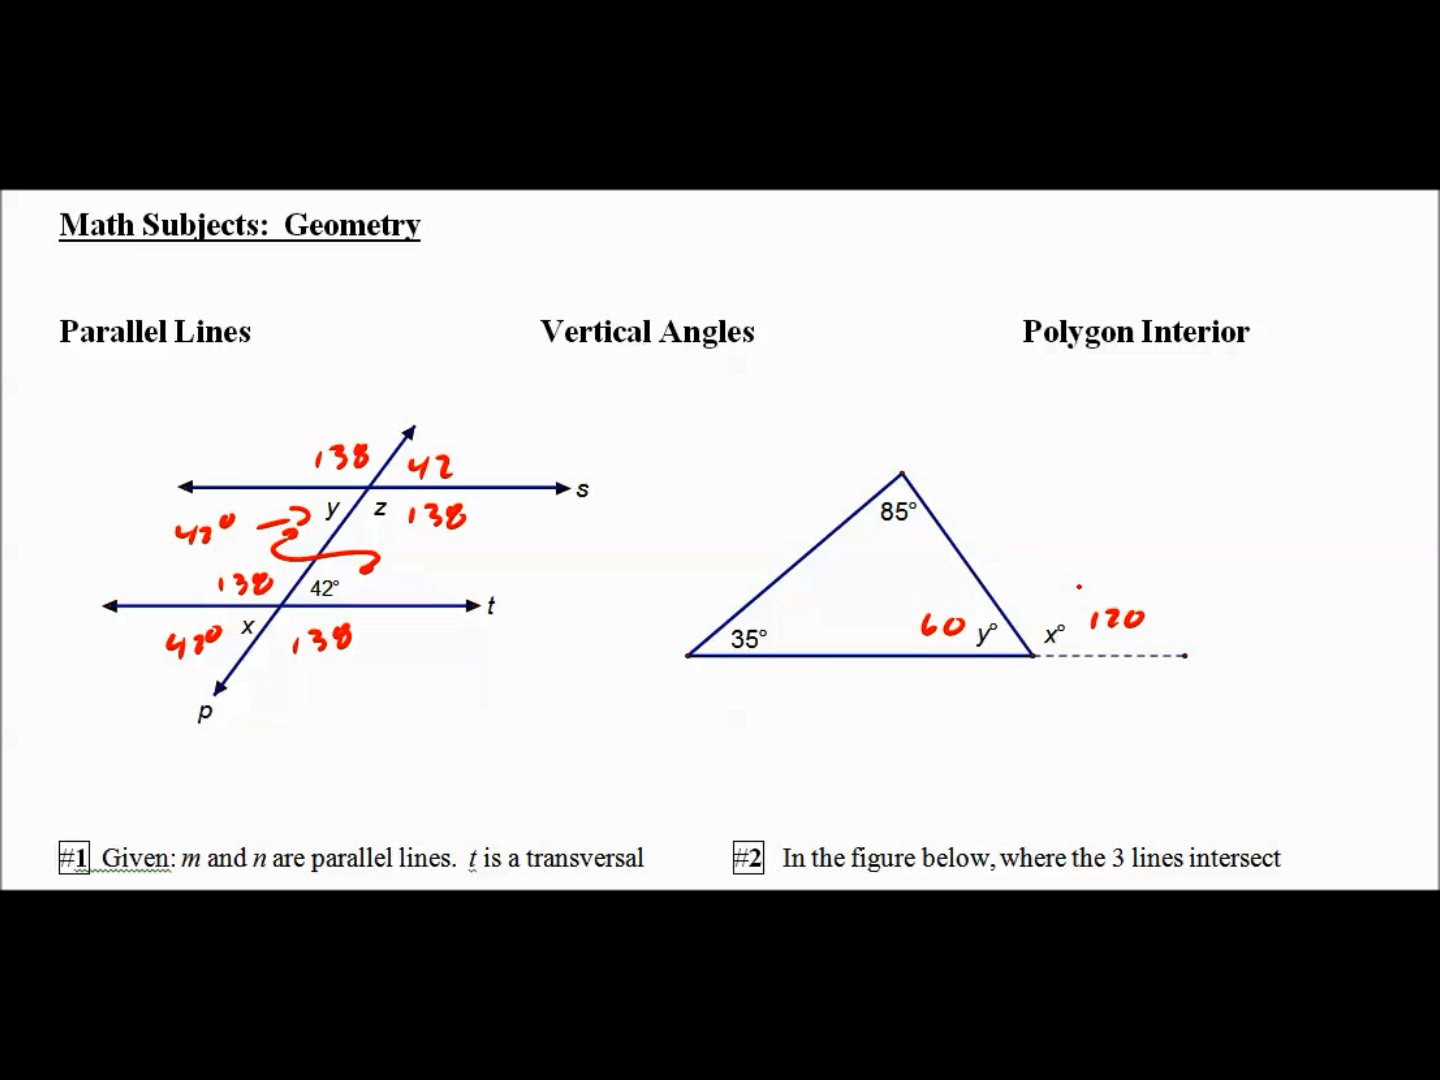 Math Subjects: Geometry
Parallel Lines
Vertical Angles
Polygon Interior
138
42
s
y
z
138
42°
138
42°
t
42°
x
138
p
85°
35°
60
y°
x°
120
#1 Given: m and n are parallel lines. t is a transversal
#2 In the figure below, where the 3 lines intersect